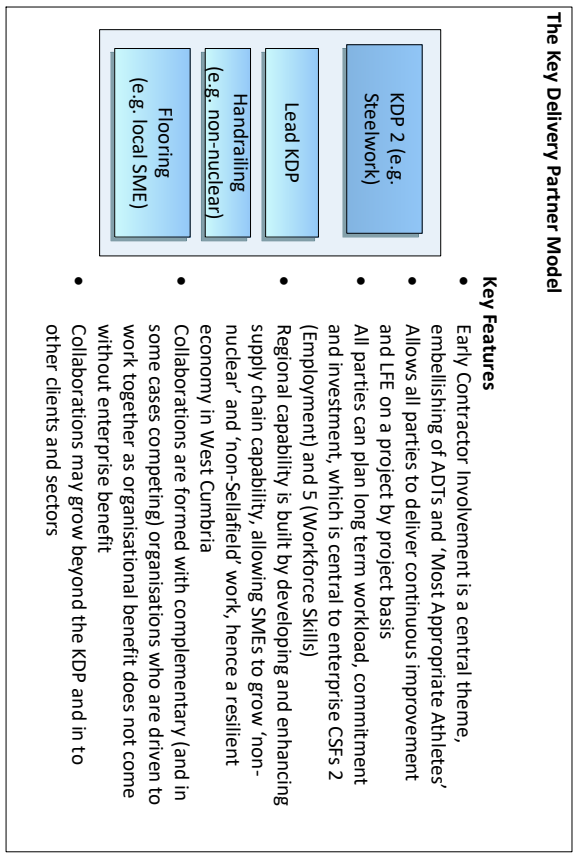 The Key Delivery Partner Model
KDP 2 (e.g.
Steelwork)
Lead KDP
Handrailing
(e.g. non-nuclear)
Flooring
(e.g. local SME)
Key Features
• Early Contractor Involvement is a central theme,
embellishing of ADTs and ‘Most Appropriate Athletes’
• Allows all parties to deliver continuous improvement
and LFE on a project by project basis
• All parties can plan long term workload, commitment
and investment, which is central to enterprise CSFs 2
(Employment) and 5 (Workforce Skills)
• Regional capability is built by developing and enhancing
supply chain capability, allowing SMEs to grow ‘non-
nuclear’ and ‘non-Sellafield’ work, hence a resilient
economy in West Cumbria
• Collaborations are formed with complementary (and in
some cases competing) organisations who are driven to
work together as organisational benefit does not come
without enterprise benefit
• Collaborations may grow beyond the KDP and in to
other clients and sectors